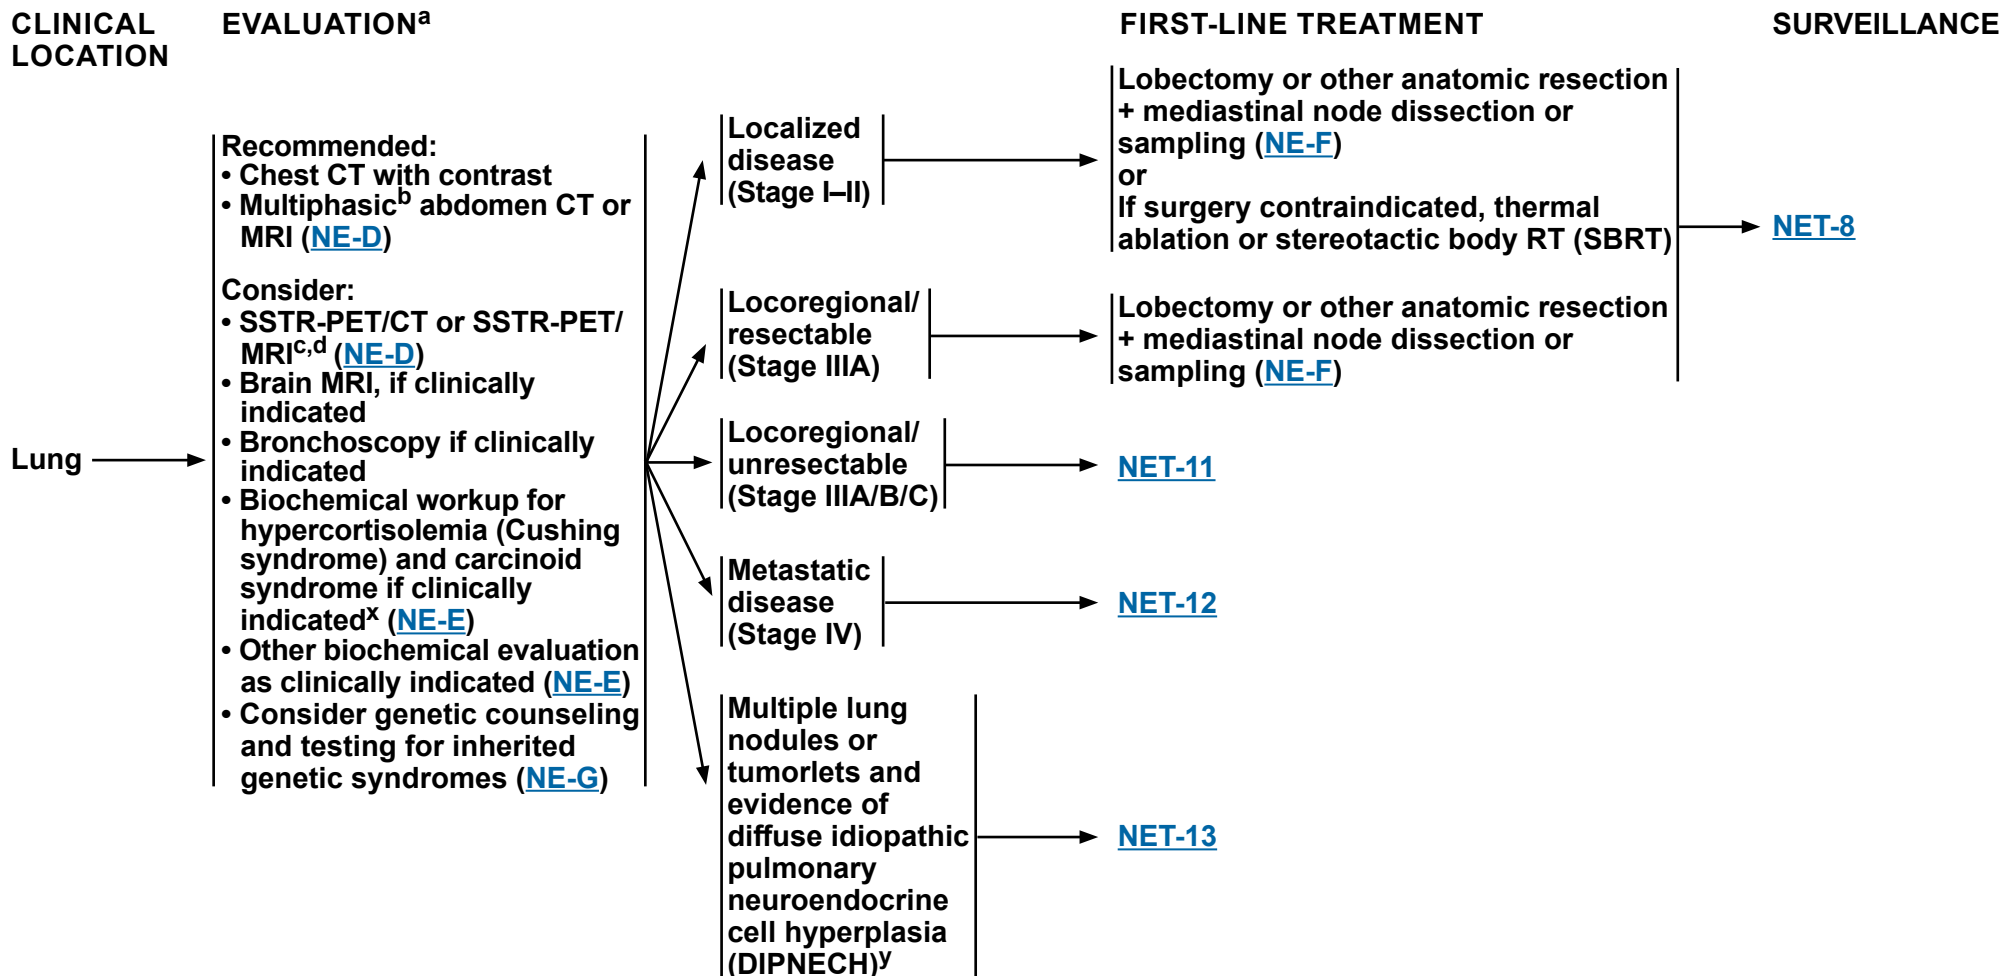 CLINICAL
LOCATION
EVALUATIONa
FIRST-LINE TREATMENT
SURVEILLANCE
Lung
Recommended:
• Chest CT with contrast
• Multiphasicb abdomen CT or
MRI (NE-D)
Consider:
• SSTR-PET/CT or SSTR-PET/
MRIc,d (NE-D)
• Brain MRI, if clinically
indicated
• Bronchoscopy if clinically
indicated
• Biochemical workup for
hypercortisolemia (Cushing
syndrome) and carcinoid
syndrome if clinically
indicatedx (NE-E)
• Other biochemical evaluation
as clinically indicated (NE-E)
• Consider genetic counseling
and testing for inherited
genetic syndromes (NE-G)
Localized
disease
(Stage I–II)
Lobectomy or other anatomic resection
+ mediastinal node dissection or
sampling (NE-F)
or
If surgery contraindicated, thermal
ablation or stereotactic body RT (SBRT)
Locoregional/
resectable
(Stage IIIA)
Lobectomy or other anatomic resection
+ mediastinal node dissection or
sampling (NE-F)
NET-8
Locoregional/
unresectable
(Stage IIIA/B/C)
NET-11
Metastatic
disease
(Stage IV)
NET-12
Multiple lung
nodules or
tumorlets and
evidence of
diffuse idiopathic
pulmonary
neuroendocrine
cell hyperplasia
(DIPNECH)y
NET-13